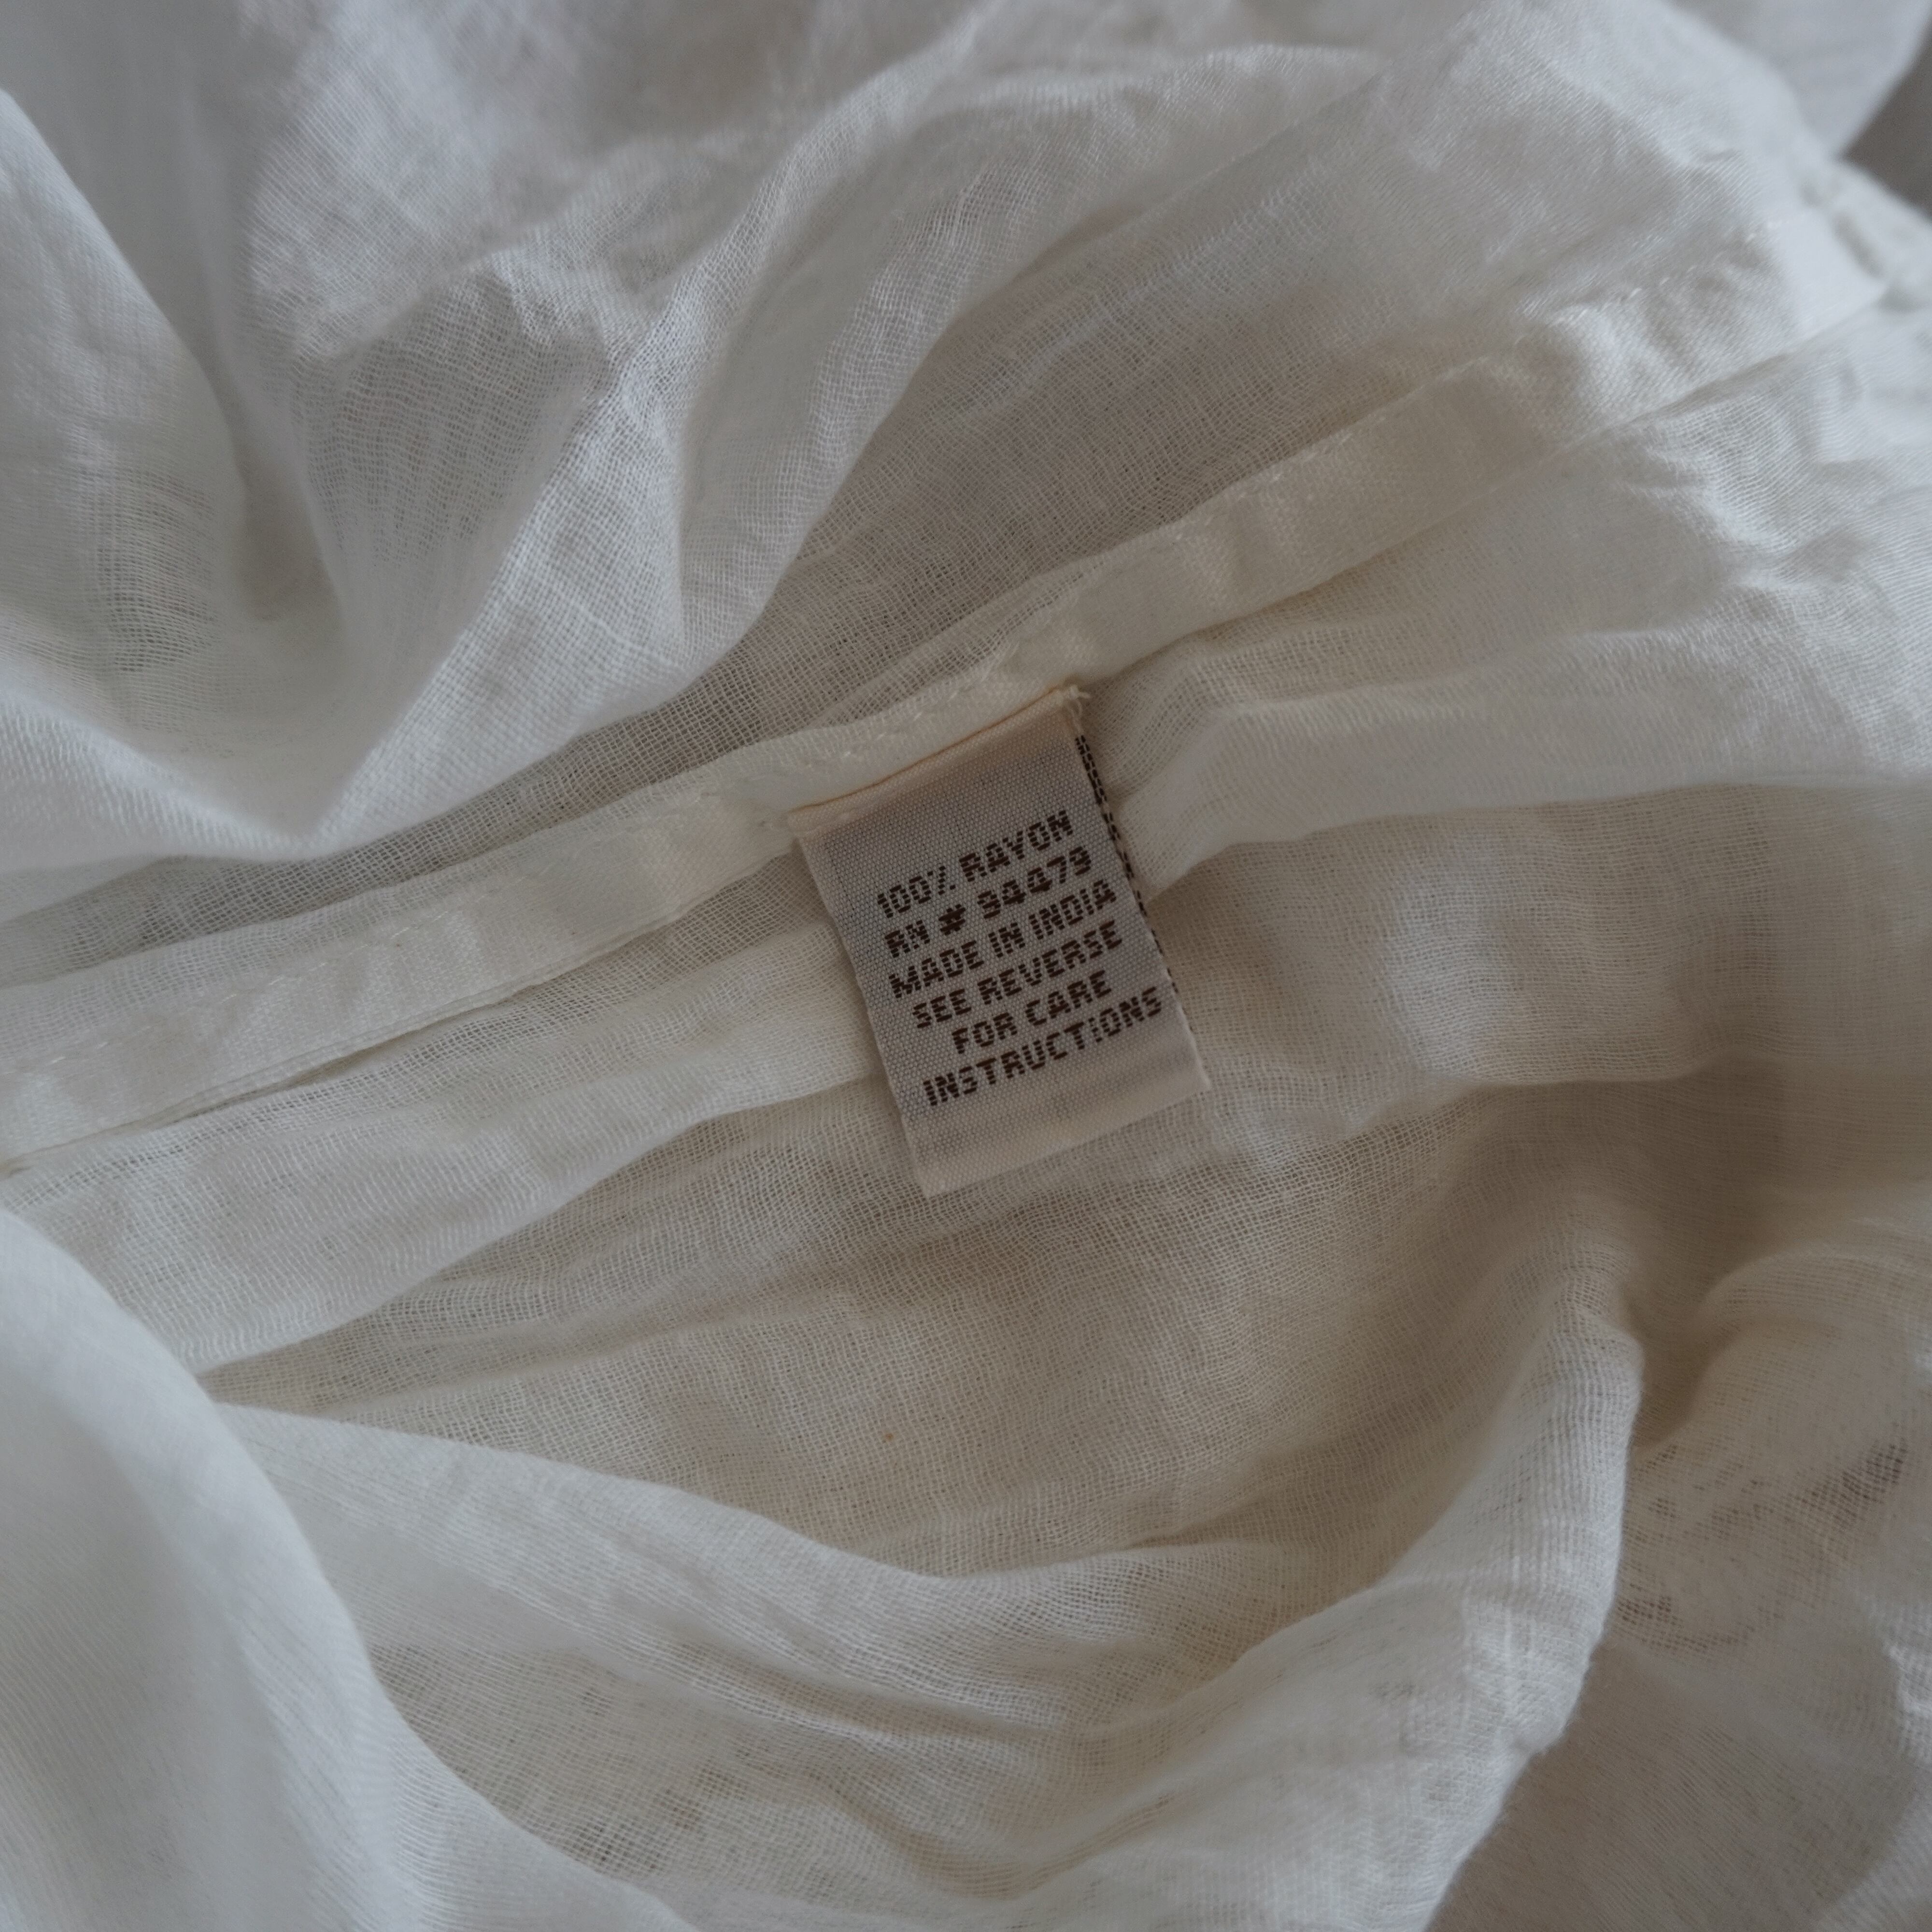 100% RAYON
RN # 94479
MADE IN INDIA
SEE REVERSE
FOR CARE
INSTRUCTIONS